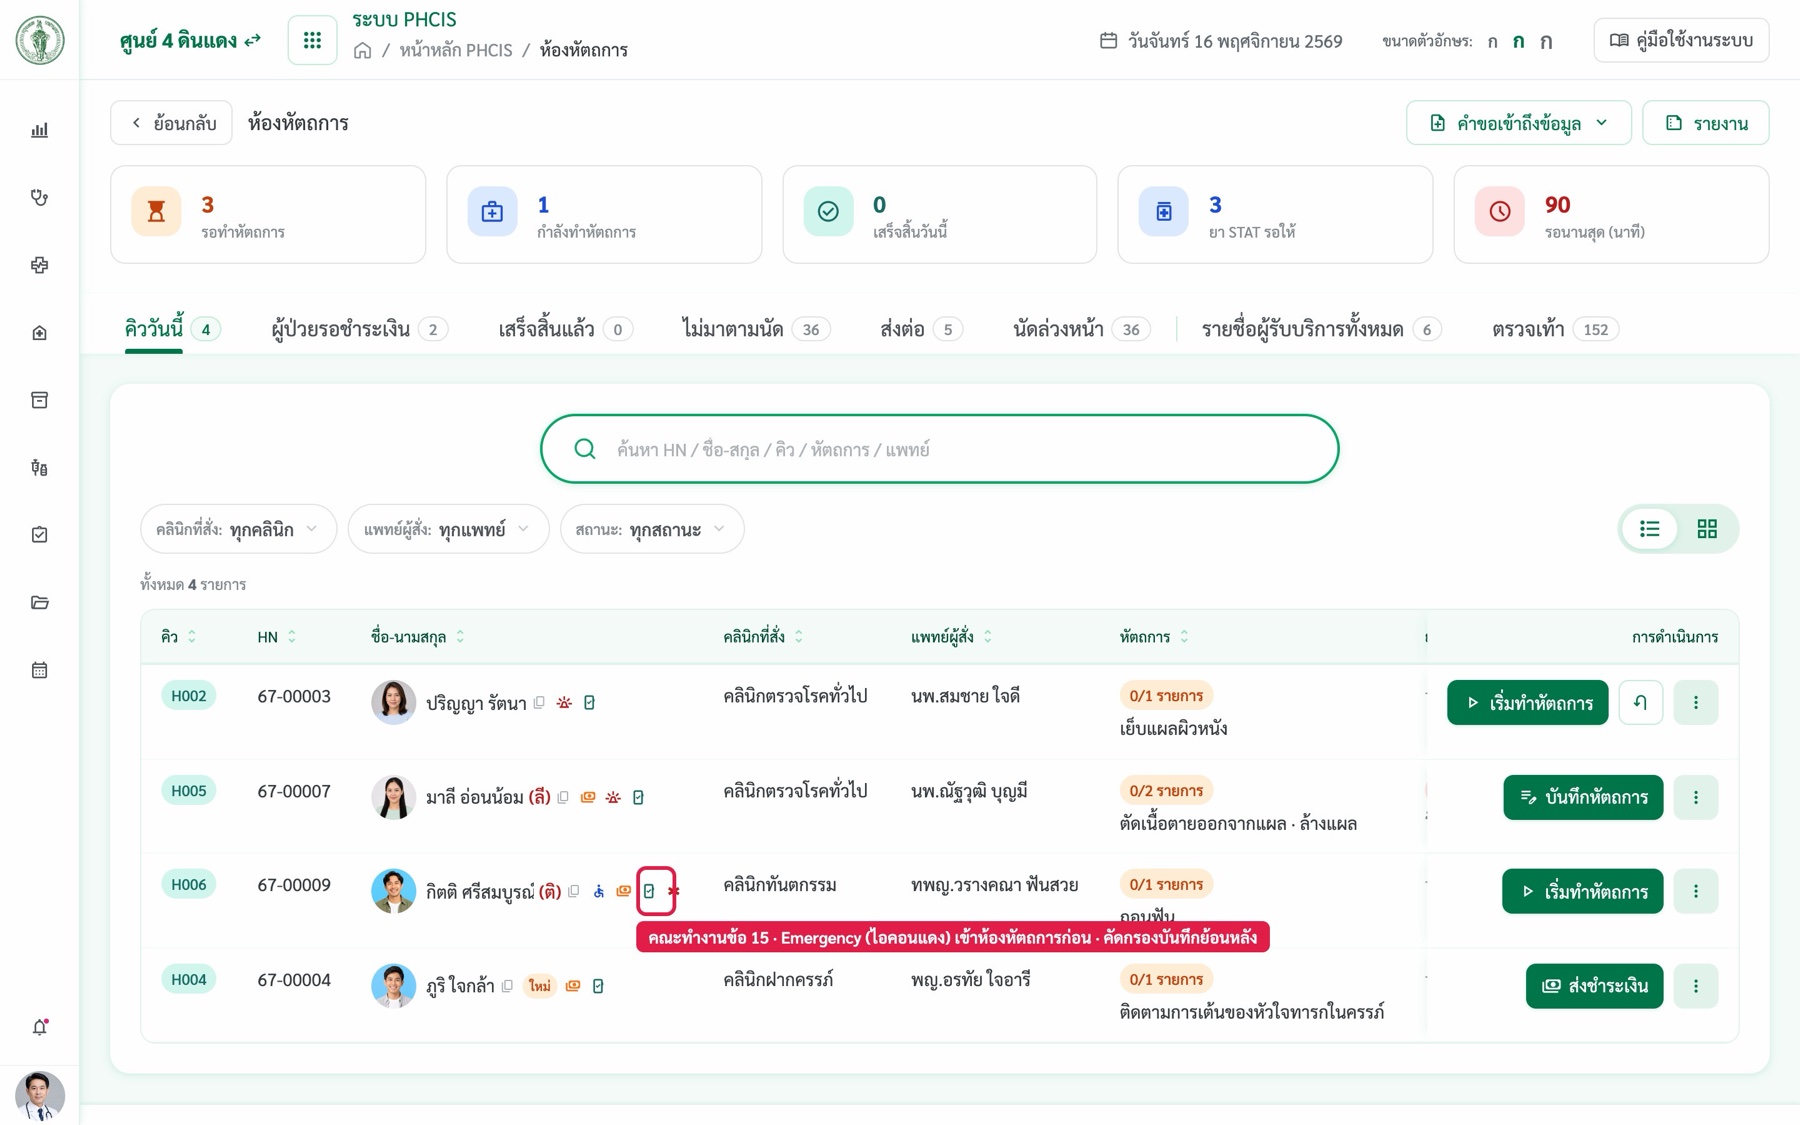 ศูนย์ 4 ดินแดง
ระบบ PHCIS
/ หน้าหลัก PHCIS / ห้องหัตถการ
วันจันทร์ 16 พฤศจิกายน 2569
ขนาดตัวอักษร: ก ก ก
คู่มือใช้งานระบบ
ย้อนกลับ
ห้องหัตถการ
คำขอเข้าถึงข้อมูล
รายงาน
3
รอทำหัตถการ
1
กำลังทำหัตถการ
0
เสร็จสิ้นวันนี้
3
ยา STAT รอให้
90
รอนานสุด (นาที)
คิววันนี้ 4
ผู้ป่วยรอชำระเงิน 2
เสร็จสิ้นแล้ว 0
ไม่มาตามนัด 36
ส่งต่อ 5
นัดล่วงหน้า 36
รายชื่อผู้รับบริการทั้งหมด 6
ตรวจเท้า 152
ค้นหา HN / ชื่อ-สกุล / คิว / หัตถการ / แพทย์
คลินิกที่สั่ง: ทุกคลินิก
แพทย์ผู้สั่ง: ทุกแพทย์
สถานะ: ทุกสถานะ
ทั้งหมด 4 รายการ
คิว HN ชื่อ-นามสกุล คลินิกที่สั่ง แพทย์ผู้สั่ง หัตถการ การดำเนินการ
H002 67-00003 ปริญญา รัตนา คลินิกตรวจโรคทั่วไป นพ.สมชาย ใจดี 0/1 รายการ เริ่มทำหัตถการ
เย็บแผลผิวหนัง
H005 67-00007 มาลี อ่อนน้อม (ลี) คลินิกตรวจโรคทั่วไป นพ.ณัฐวุฒิ บุญมี 0/2 รายการ บันทึกหัตถการ
ตัดเนื้อตายออกจากแผล · ล้างแผล
H006 67-00009 กิตติ ศรีสมบูรณ์ (ติ) คลินิกทันตกรรม ทพญ.วรางคณา ฟันสวย 0/1 รายการ เริ่มทำหัตถการ
ถอนฟัน
คณะทำงานข้อ 15 · Emergency (ไอคอนแดง) เข้าห้องหัตถการก่อน · คัดกรองบันทึกย้อนหลัง
H004 67-00004 ภูริ ใจกล้า ใหม่ คลินิกฝากครรภ์ พญ.อรทัย ใจอารี 0/1 รายการ ส่งชำระเงิน
ติดตามการเต้นของหัวใจทารกในครรภ์